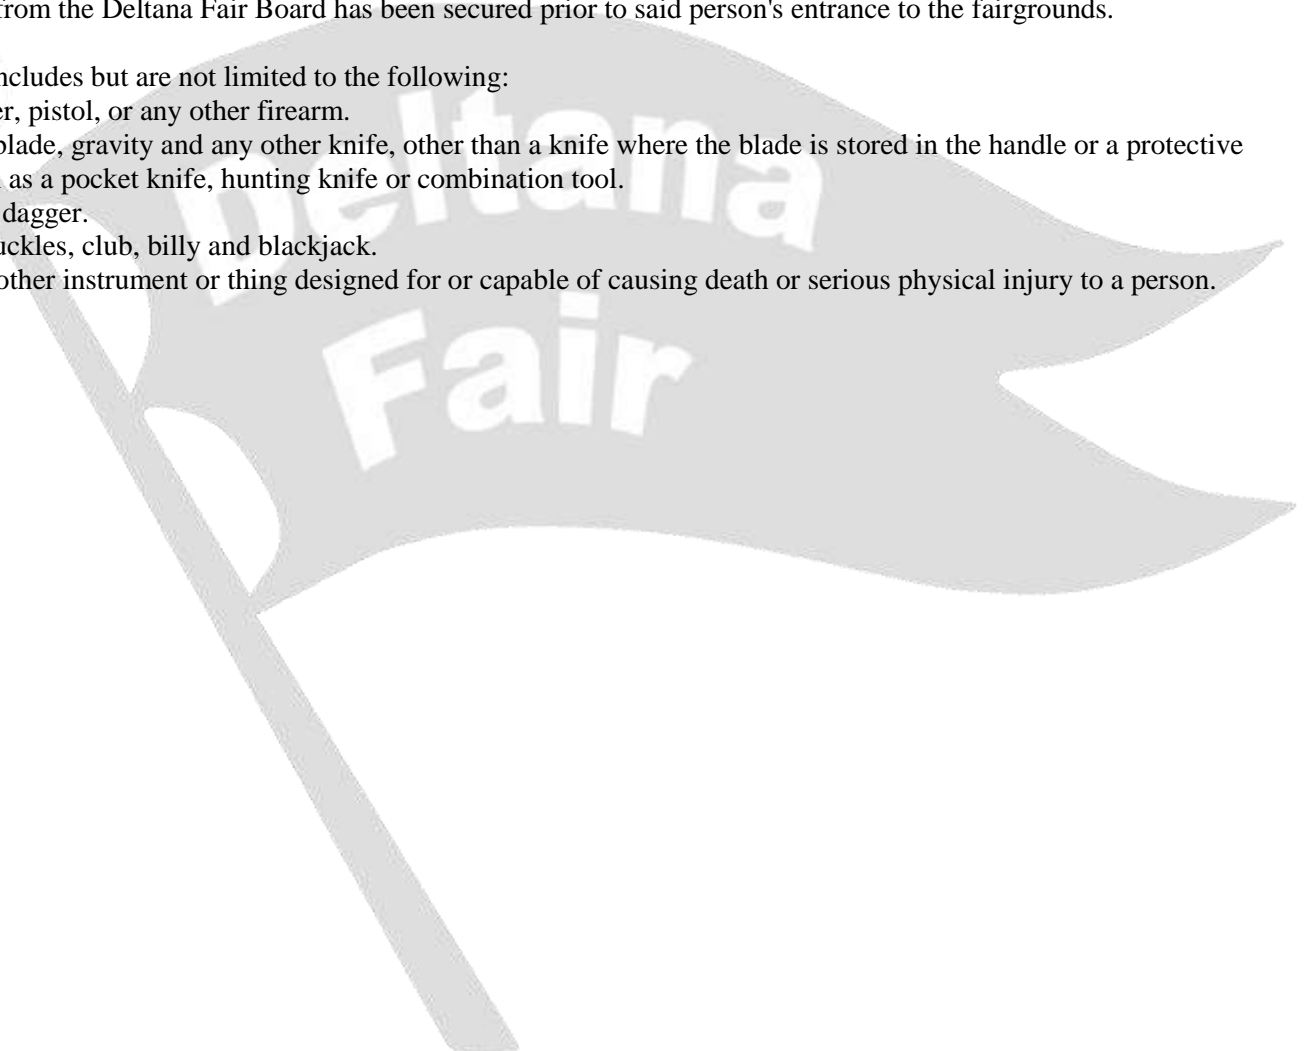 from the Deltana Fair Board has been secured prior to said person's entrance to the fairgrounds.
ncludes but are not limited to the following:
er, pistol, or any other firearm.
blade, gravity and any other knife, other than a knife where the blade is stored in the handle or a protective
as a pocket knife, hunting knife or combination tool.
dagger.
uckles, club, billy and blackjack.
other instrument or thing designed for or capable of causing death or serious physical injury to a person.
Deltana
Fair